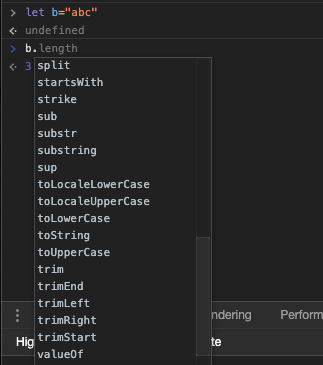 > let b="abc"
<· undefined
> b.length
<· 3
split
startsWith
strike
sub
substr
substring
sup
toLocaleLowerCase
toLocaleUpperCase
toLowerCase
toString
toUpperCase
trim
trimEnd
trimLeft
trimRight
trimStart
valueOf
ndering Perform
Hig te